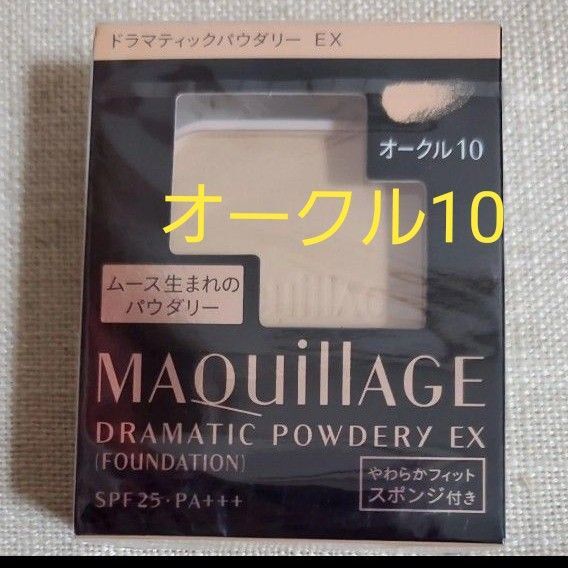 ドラマティックパウダリー EX
オークル10
オークル10
ムース生まれの
パウダリー
MAQuillAGE
DRAMATIC POWDERY EX
(FOUNDATION)
やわらかフィット
スポンジ付き
SPF25・PA+++